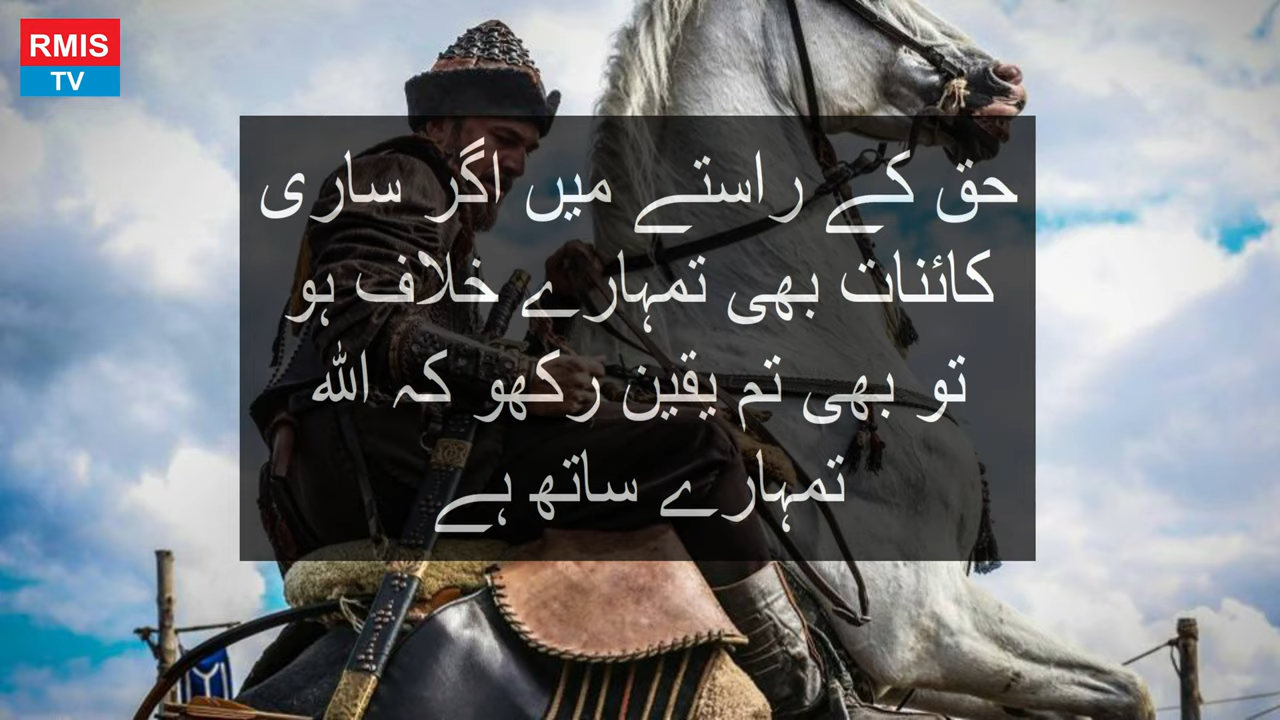 RMIS
TV
حق کے راستے میں اگر ساری
کائنات بھی تمہارے خلاف ہو
تو بھی تم یقین رکھو کہ اللہ
تمہارے ساتھ ہے